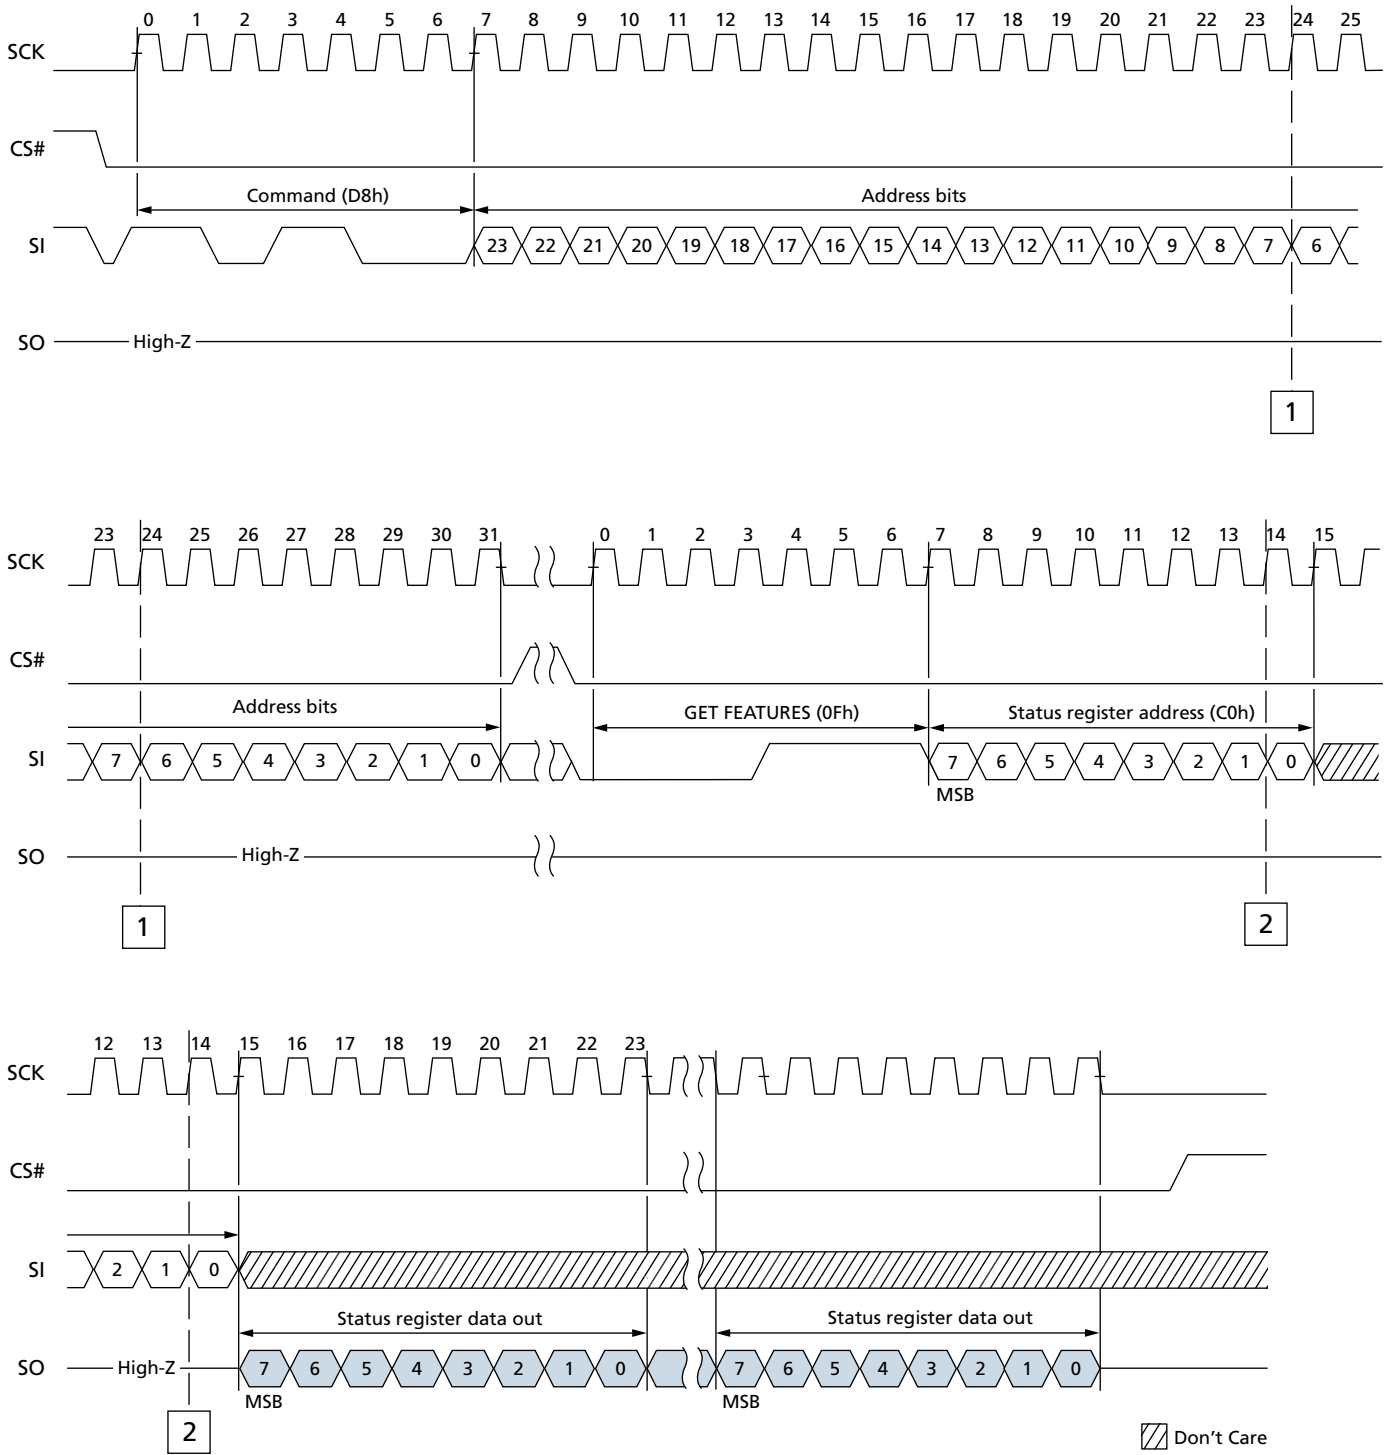 0 1 2 3 4 5 6 7 8 9 10 11 12 13 14 15 16 17 18 19 20 21 22 23 24 25
SCK
CS#
Command (D8h) Address bits
SI 23 22 21 20 19 18 17 16 15 14 13 12 11 10 9 8 7 6
SO High-Z
1
23 24 25 26 27 28 29 30 31 0 1 2 3 4 5 6 7 8 9 10 11 12 13 14 15
SCK
CS#
Address bits GET FEATURES (0Fh) Status register address (C0h)
SI 7 6 5 4 3 2 1 0 7 6 5 4 3 2 1 0
MSB
SO High-Z
1 2
12 13 14 15 16 17 18 19 20 21 22 23
SCK
CS#
SI 2 1 0
Status register data out Status register data out
SO High-Z 7 6 5 4 3 2 1 0 7 6 5 4 3 2 1 0
MSB MSB
2
Don't Care